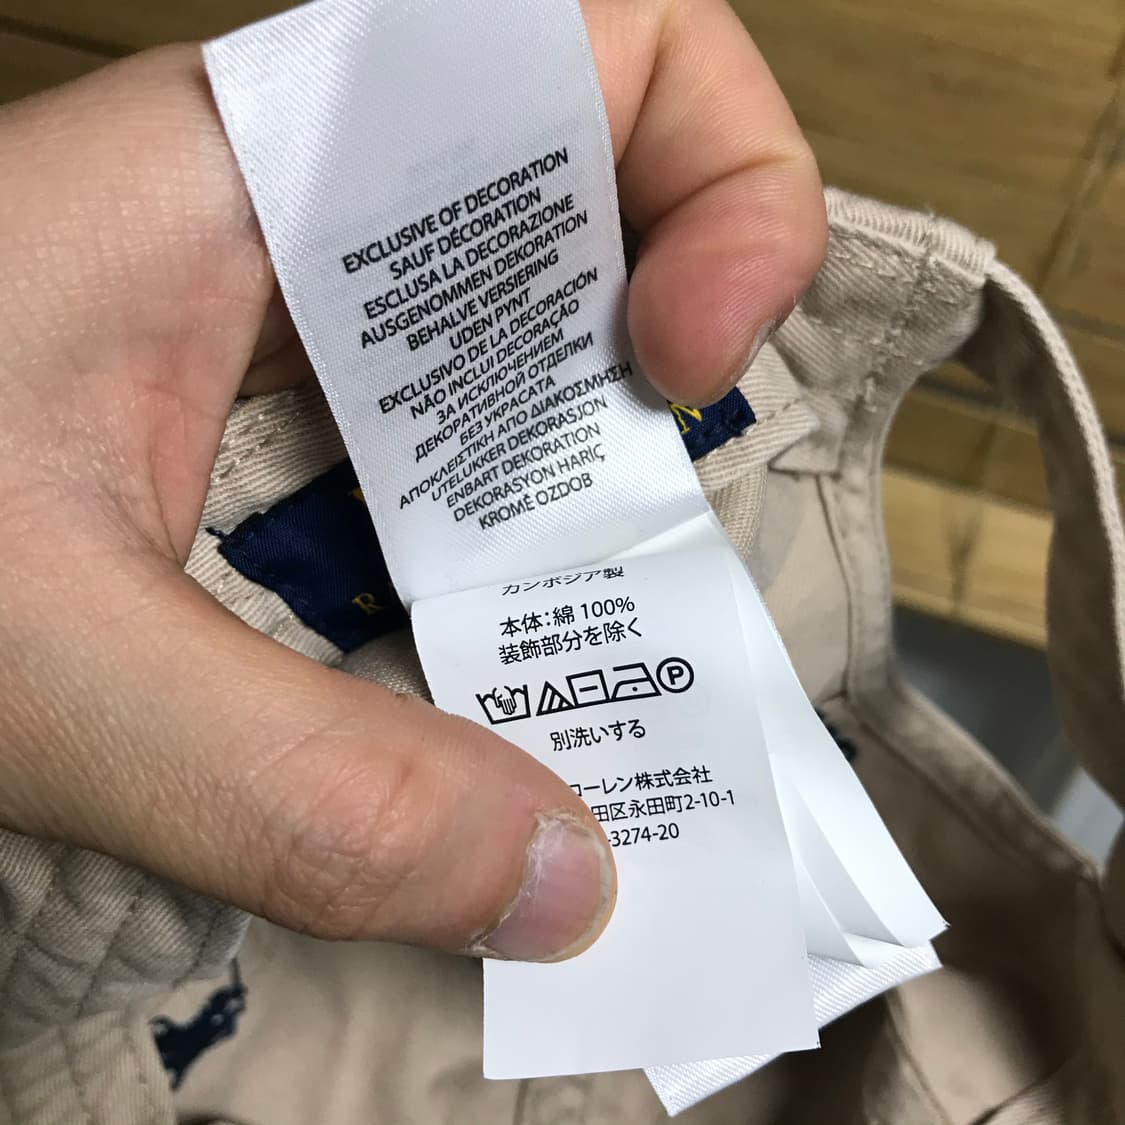 EXCLUSIVE OF DECORATION
SAUF DÉCORATION
ESCLUSA LA DECORAZIONE
AUSGENOMMEN DEKORATION
BEHALVE VERSIERING
UDEN PYNT
EXCLUSIVO DE LA DECORACIÓN
NÃO INCLUI DECORAÇÃO
ЗА ИСКЛЮЧЕНИЕМ
ДЕКОРАТИВНОЙ ОТДЕЛКИ
БЕЗ УКРАСАТА
ΑΠΟΚΛΕΙΣΤΙΚΗ ΑΠΟ ΔΙΑΚΟΣΜΗΣΗ
UTELUKKER DEKORASJON
ENBART DEKORATION
DEKORASYON HARIÇ
KROMĚ OZDOB
カンボジア製
本体：綿 100%
装飾部分を除く
P
別洗いする
ローレン株式会社
田区永田町2-10-1
-3274-20
R
N